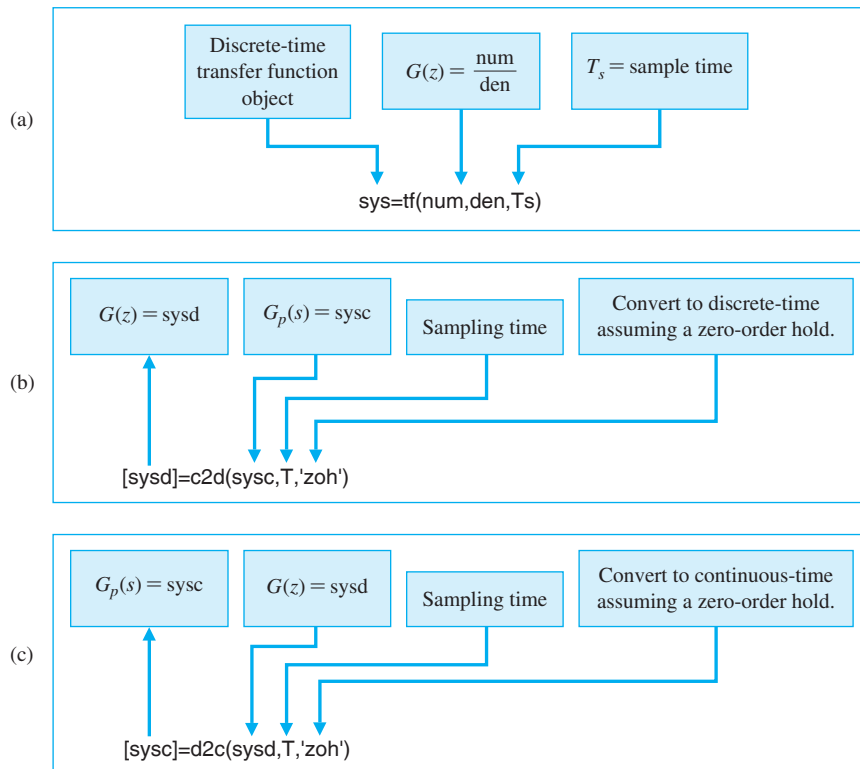 (a)
Discrete-time
transfer function
object
G(z) = num
den
T_s = sample time
sys=tf(num,den,Ts)
(b)
G(z) = sysd
G_p(s) = sysc
Sampling time
Convert to discrete-time
assuming a zero-order hold.
[sysd]=c2d(sysc,T,'zoh')
(c)
G_p(s) = sysc
G(z) = sysd
Sampling time
Convert to continuous-time
assuming a zero-order hold.
[sysc]=d2c(sysd,T,'zoh')